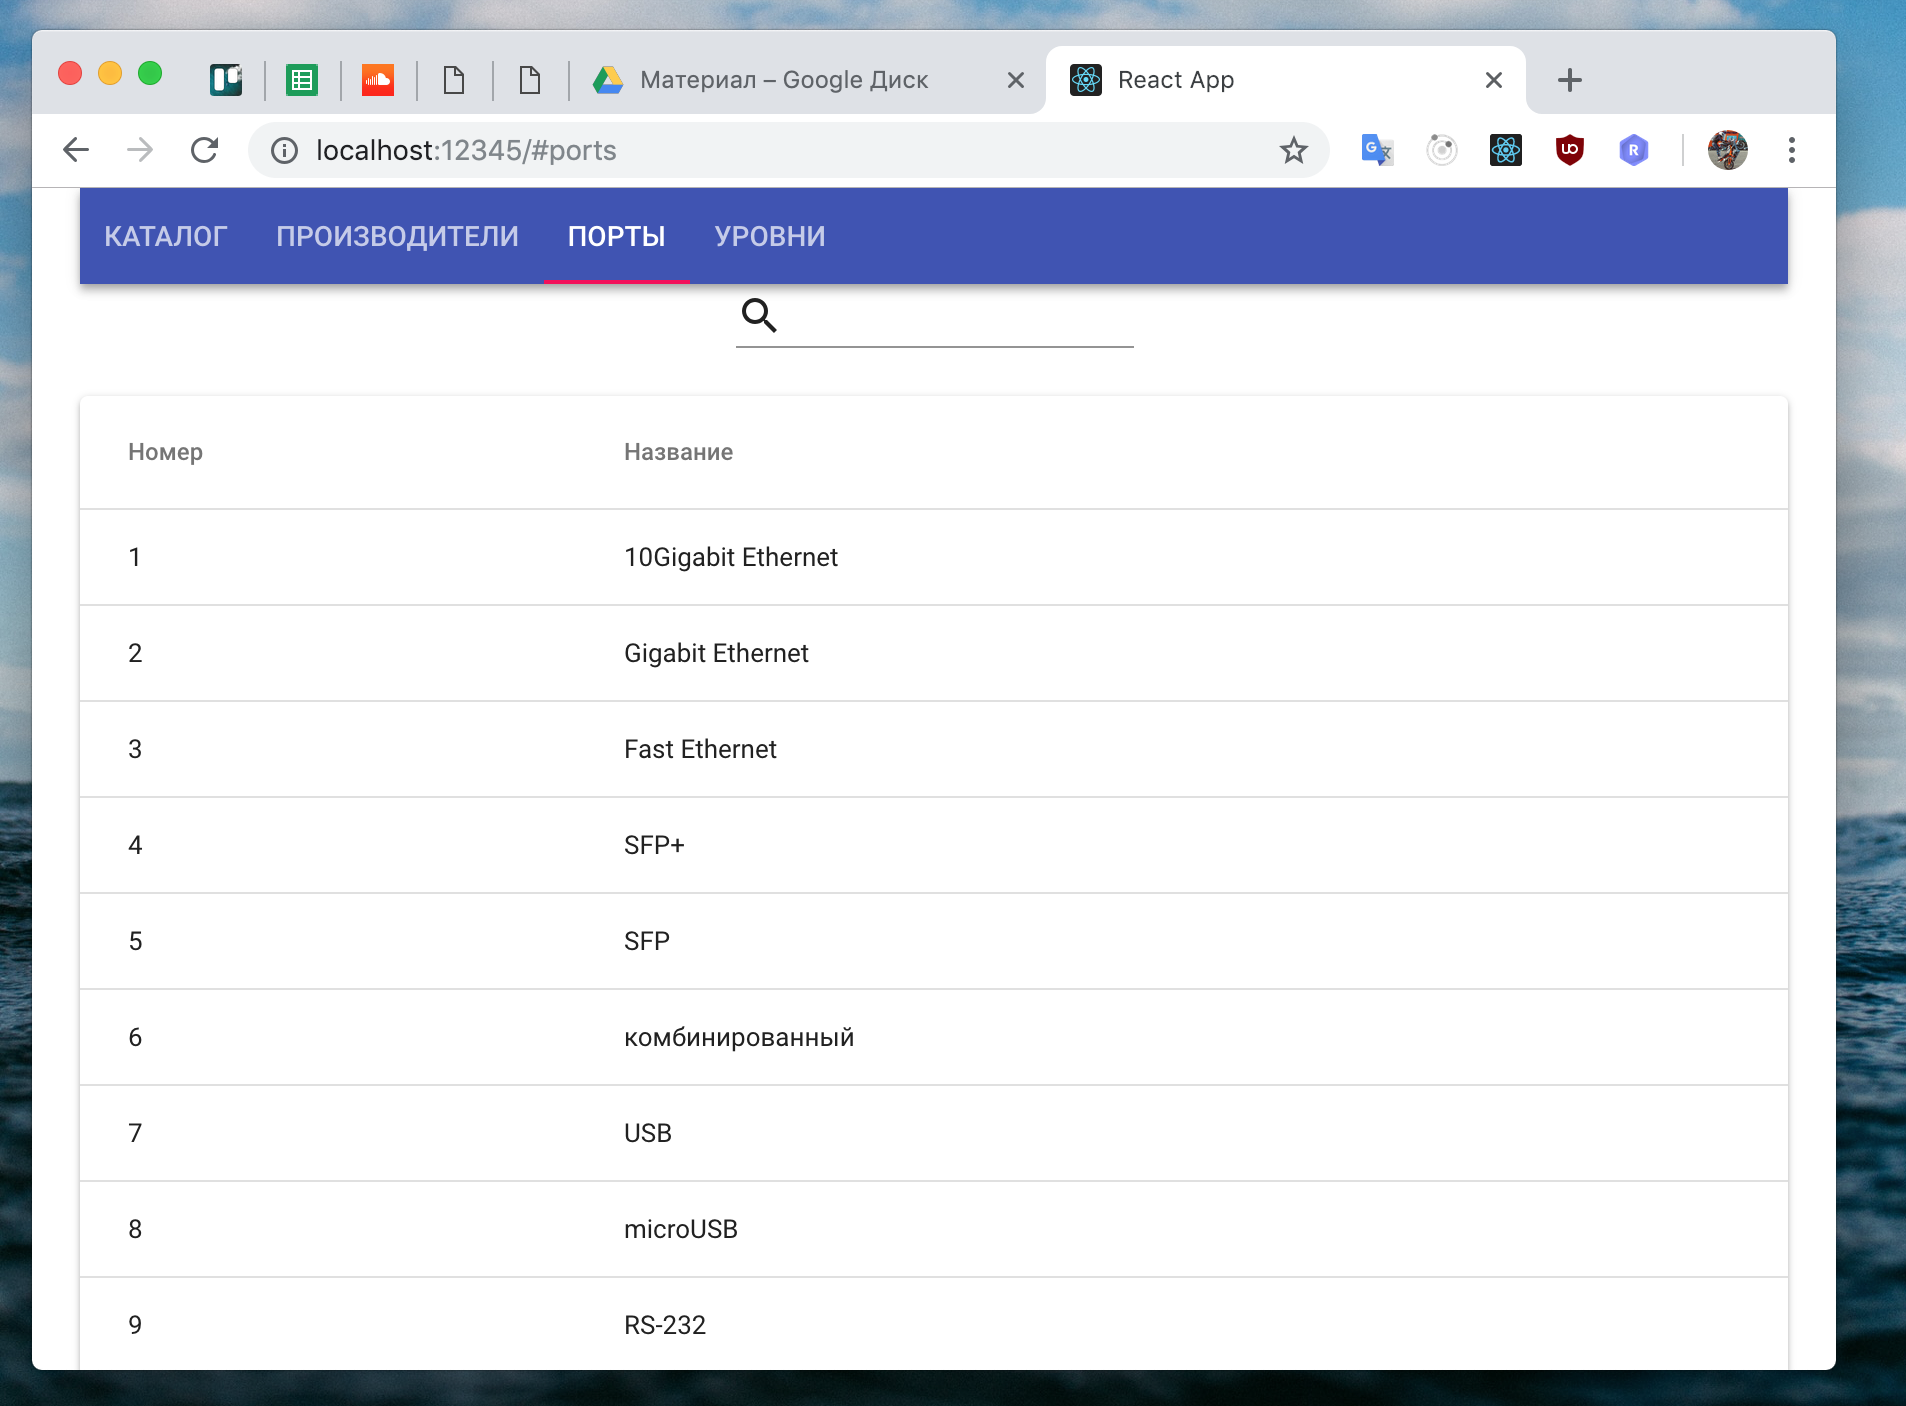 Материал – Google Диск
React App
localhost:12345/#ports
КАТАЛОГ ПРОИЗВОДИТЕЛИ ПОРТЫ УРОВНИ
Номер Название
1 10Gigabit Ethernet
2 Gigabit Ethernet
3 Fast Ethernet
4 SFP+
5 SFP
6 комбинированный
7 USB
8 microUSB
9 RS-232